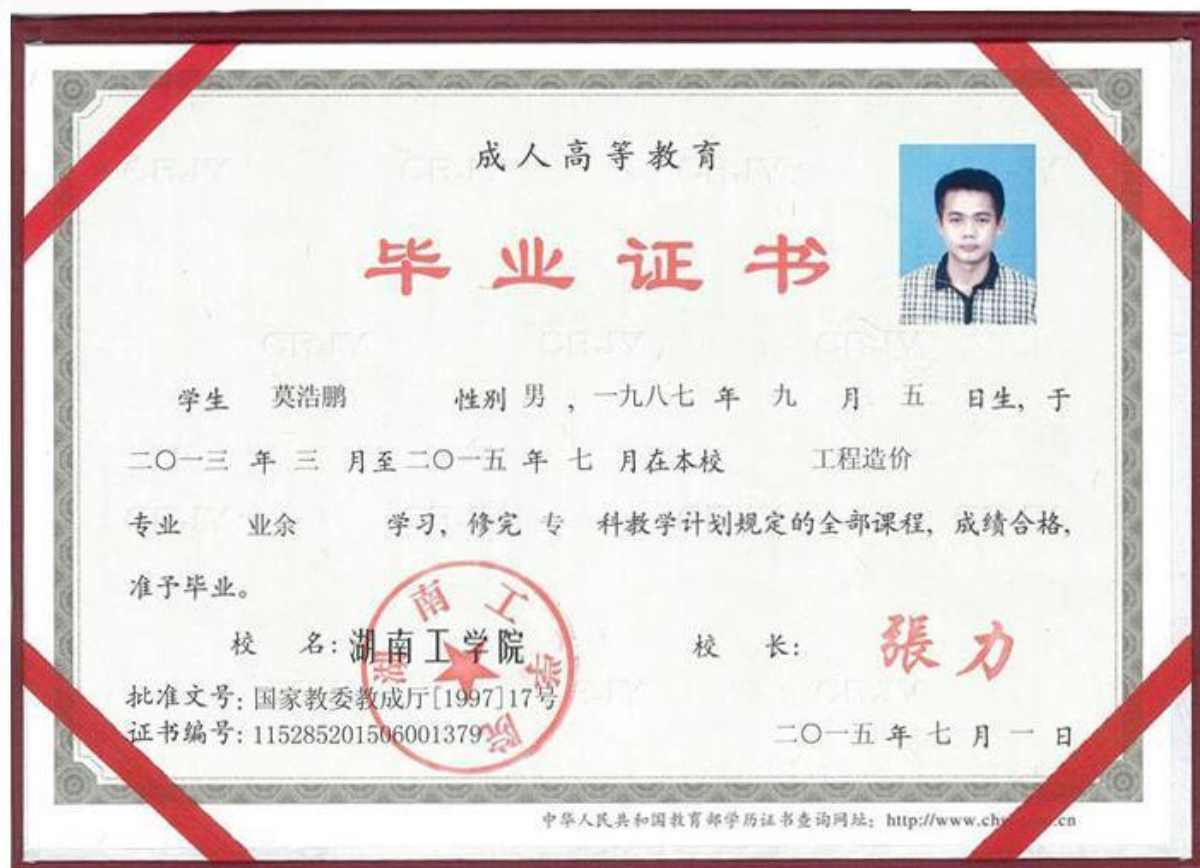 成人高等教育
毕业证书
学生 莫浩鹏 性别 男 , 一九八七 年 九 月 五 日生, 于
二〇一三 年 三 月至 二〇一五 年 七 月在本校 工程造价
专业 业余 学习, 修完 专 科教学计划规定的全部课程, 成绩合格,
准予毕业。
校 名: 湖南工学院 校 长: 張力
湖南工学院
批准文号: 国家教委教成厅[1997]17号
证书编号: 115285201506001379
二〇一五 年 七 月 一 日
中华人民共和国教育部学历证书查询网址: http://www.ch .cn